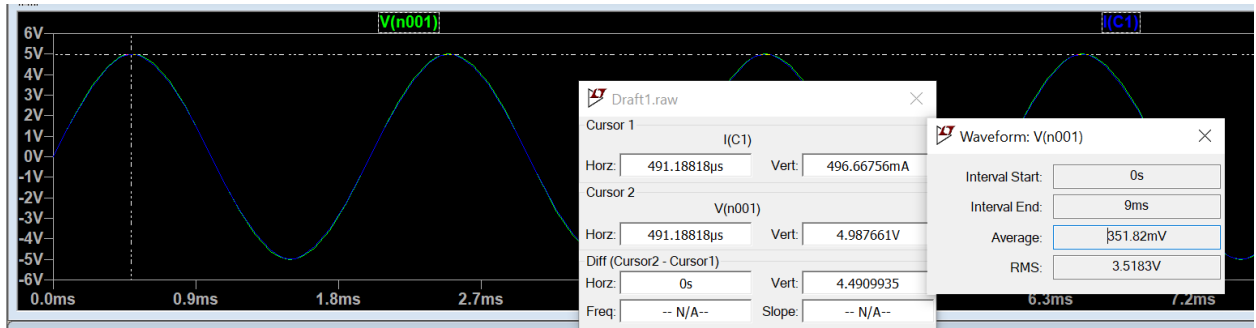 V(n001)
I(C1)
6V
5V
4V
3V
2V
1V
0V
-1V
-2V
-3V
-4V
-5V
-6V
0.0ms 0.9ms 1.8ms 2.7ms 6.3ms 7.2ms
Draft1.raw
Cursor 1
I(C1)
Horz: 491.18818µs Vert: 496.66756mA
Cursor 2
V(n001)
Horz: 491.18818µs Vert: 4.987661V
Diff (Cursor2 - Cursor1)
Horz: 0s Vert: 4.4909935
Freq: -- N/A-- Slope: -- N/A--
Waveform: V(n001)
Interval Start: 0s
Interval End: 9ms
Average: 351.82mV
RMS: 3.5183V